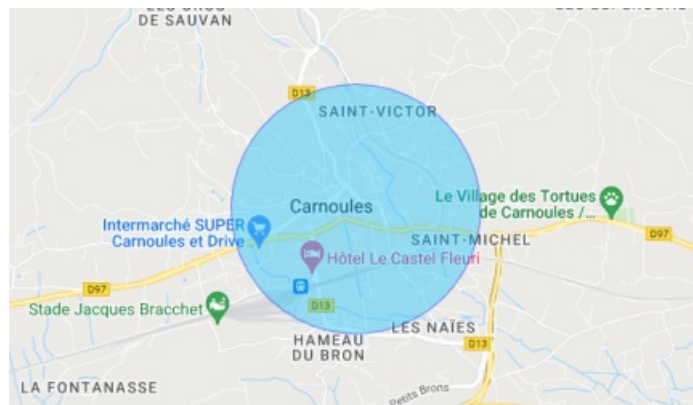 DE SAUVAN
D13
SAINT-VICTOR
Carnoules
Le Village des Tortues
de Carnoules /...
Intermarché SUPER
Carnoules et Drive
SAINT-MICHEL
D97
Hôtel Le Castel Fleuri
D97
D13
Stade Jacques Bracchet
LES NAÏES
HAMEAU
DU BRON
D13
LA FONTANASSE
Petits Brons